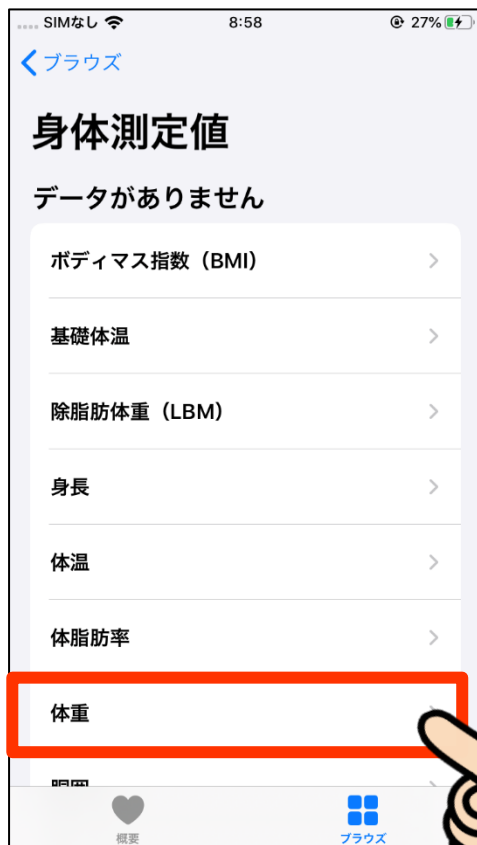 SIMなし 8:58 27%
ブラウズ
身体測定値
データがありません
ボディマス指数（BMI）
基礎体温
除脂肪体重（LBM）
身長
体温
体脂肪率
体重
概要 ブラウズ